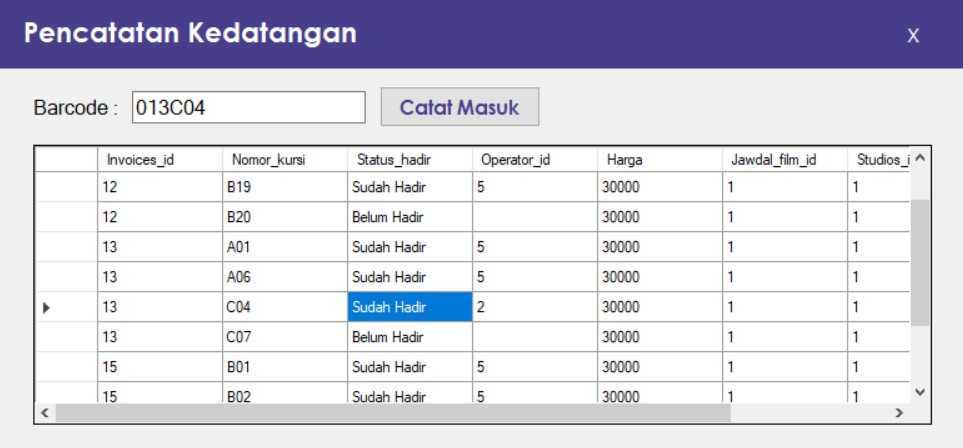 Pencatatan Kedatangan X
Barcode : 013C04 Catat Masuk
Invoices_id Nomor_kursi Status_hadir Operator_id Harga Jawdal_film_id Studios_i
12 B19 Sudah Hadir 5 30000 1 1
12 B20 Belum Hadir 30000 1 1
13 A01 Sudah Hadir 5 30000 1 1
13 A06 Sudah Hadir 5 30000 1 1
13 C04 Sudah Hadir 2 30000 1 1
13 C07 Belum Hadir 30000 1 1
15 B01 Sudah Hadir 5 30000 1 1
15 B02 Sudah Hadir 5 30000 1 1